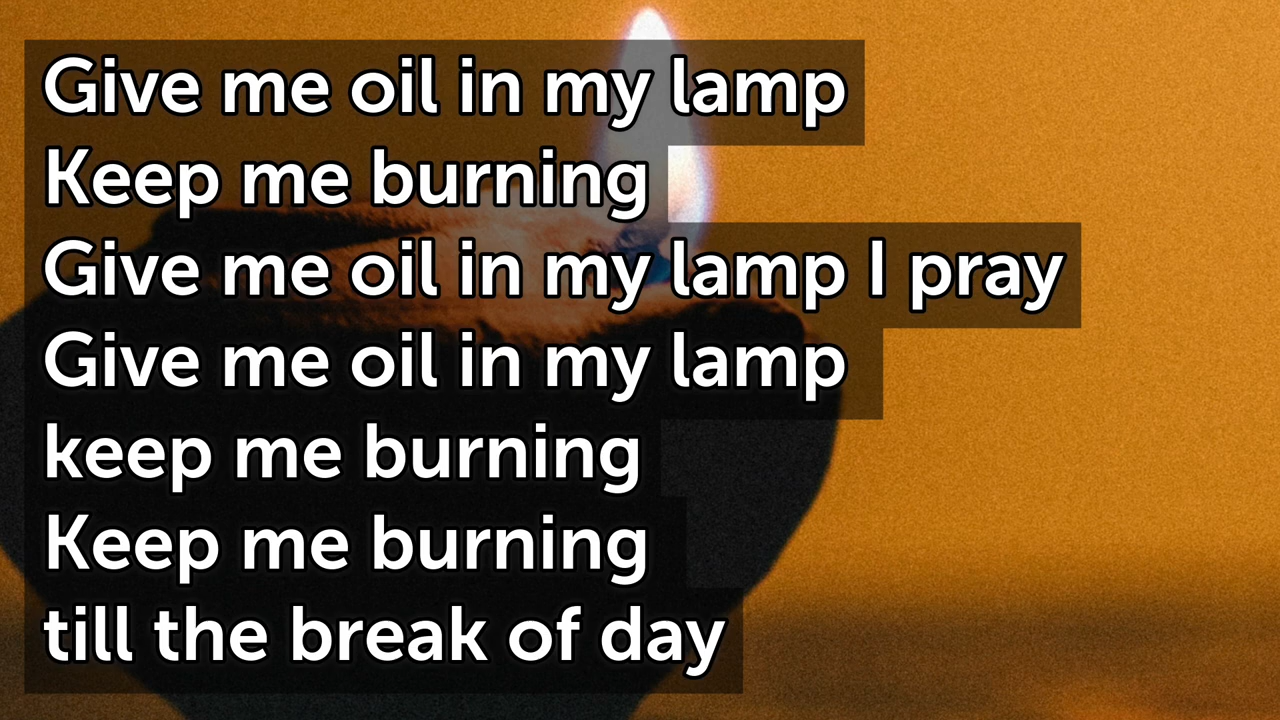 Give me oil in my lamp
Keep me burning
Give me oil in my lamp I pray
Give me oil in my lamp
keep me burning
Keep me burning
till the break of day